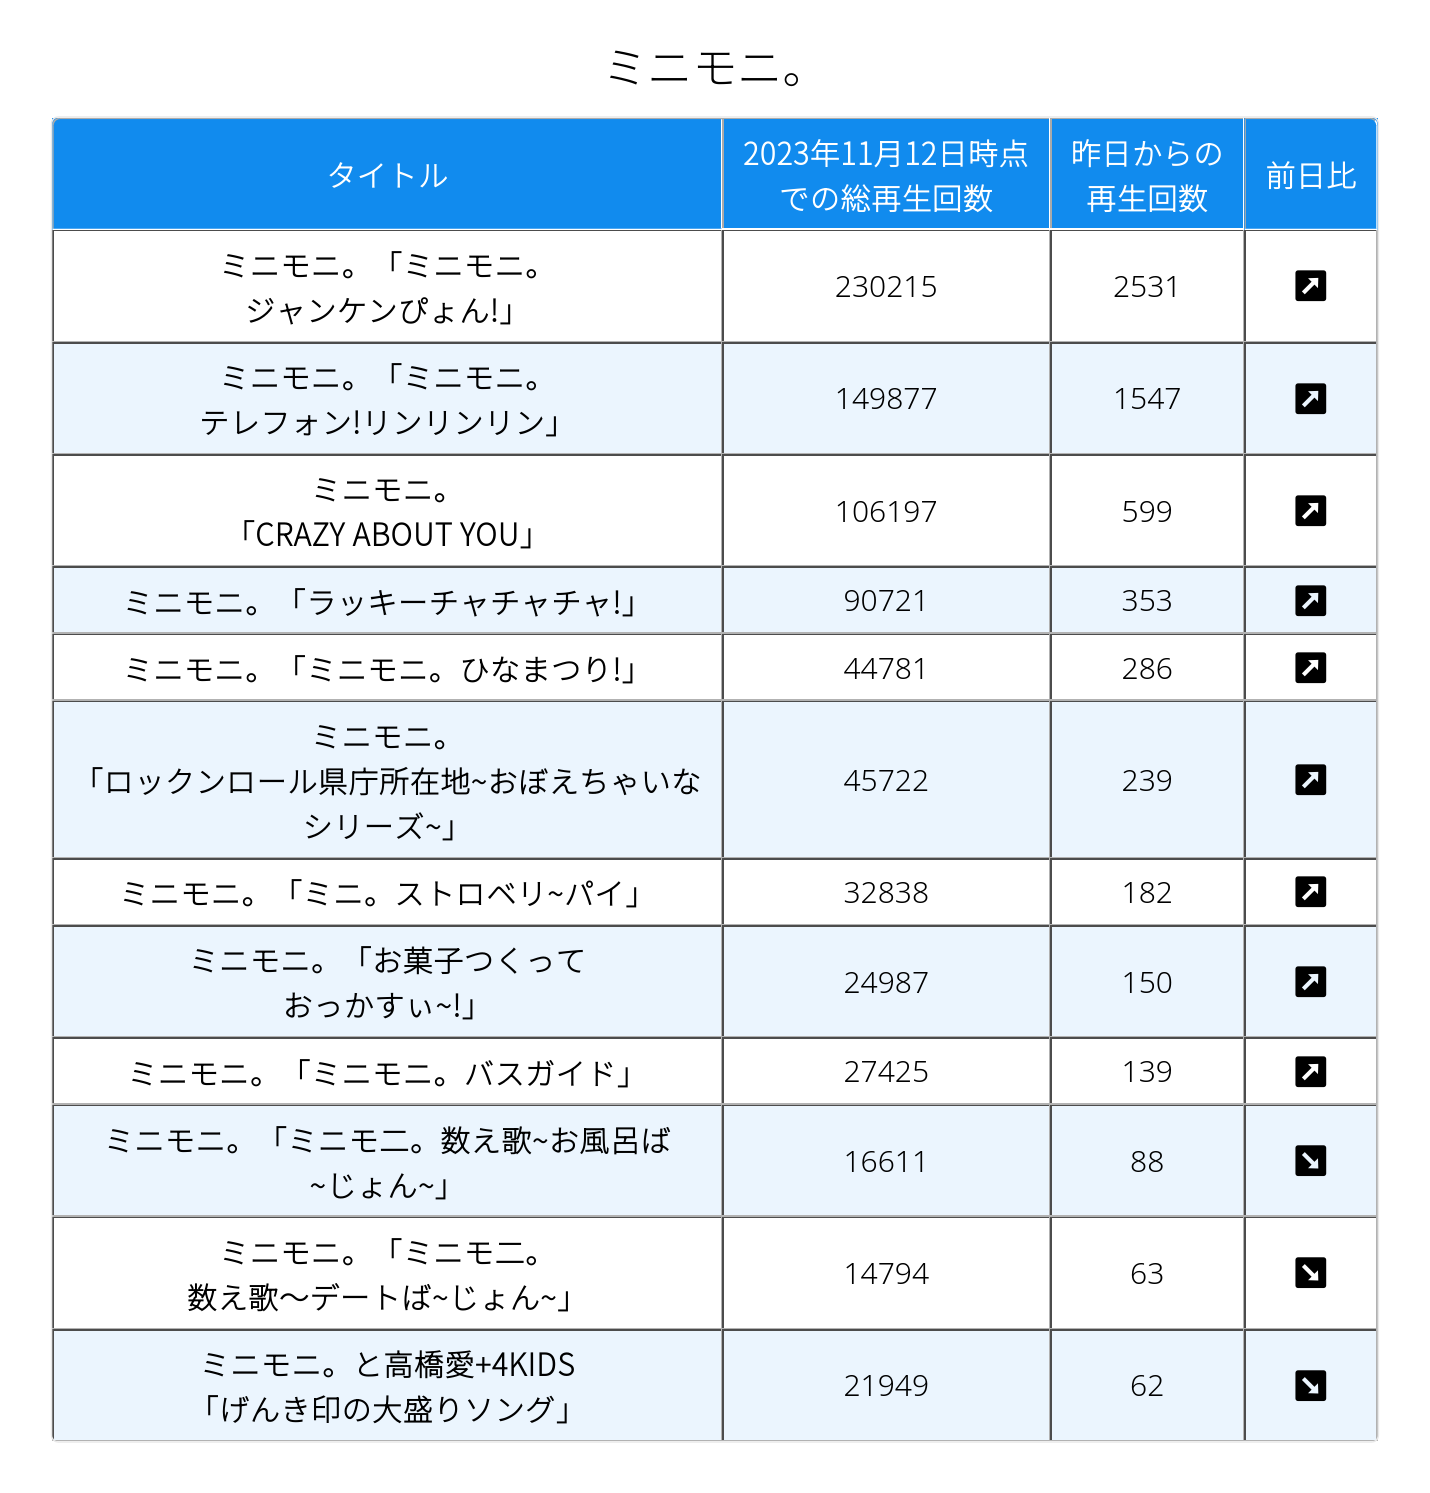 ミニモニ。
タイトル
2023年11月12日時点
での総再生回数
昨日からの
再生回数
前日比
ミニモニ。「ミニモニ。
ジャンケンぴょん!」
230215
2531
ミニモニ。「ミニモニ。
テレフォン!リンリンリン」
149877
1547
ミニモニ。
「CRAZY ABOUT YOU」
106197
599
ミニモニ。「ラッキーチャチャチャ!」
90721
353
ミニモニ。「ミニモニ。ひなまつり!」
44781
286
ミニモニ。
「ロックンロール県庁所在地~おぼえちゃいな
シリーズ~」
45722
239
ミニモニ。「ミニ。ストロベリ~パイ」
32838
182
ミニモニ。「お菓子つくって
おっかすぃ~!」
24987
150
ミニモニ。「ミニモニ。バスガイド」
27425
139
ミニモニ。「ミニモ二。数え歌~お風呂ば
~じょん~」
16611
88
ミニモニ。「ミニモ二。
数え歌〜デートば~じょん~」
14794
63
ミニモニ。と高橋愛+4KIDS
「げんき印の大盛りソング」
21949
62